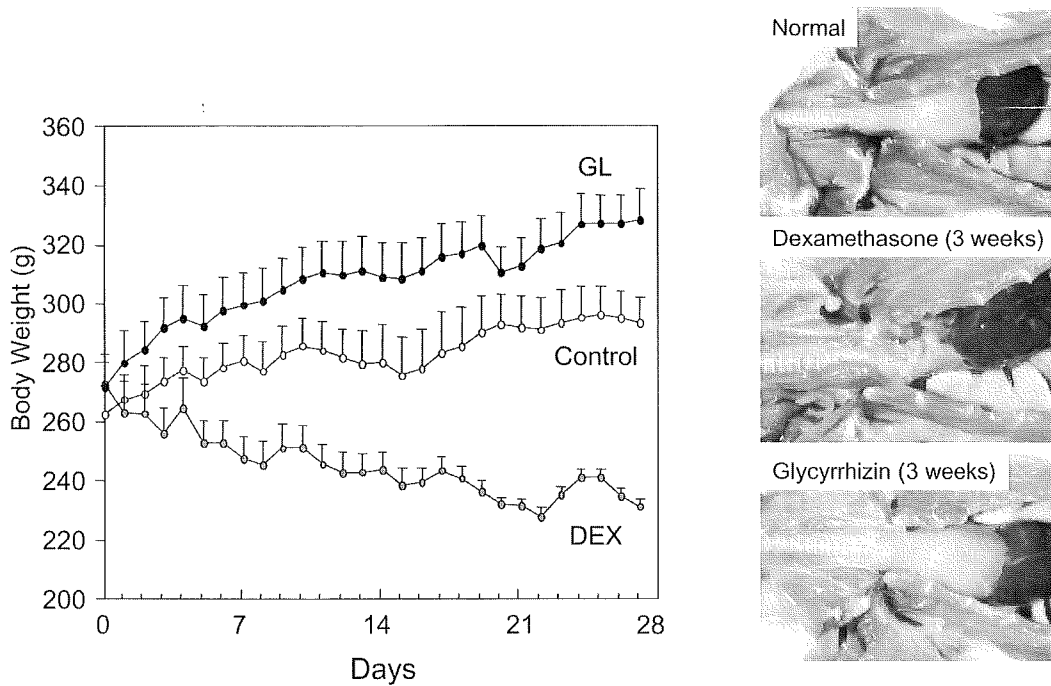 360
340
320
300
280
260
240
220
200
Body Weight (g)
0
7
14
21
28
Days
GL
Control
DEX
Normal
Dexamethasone (3 weeks)
Glycyrrhizin (3 weeks)